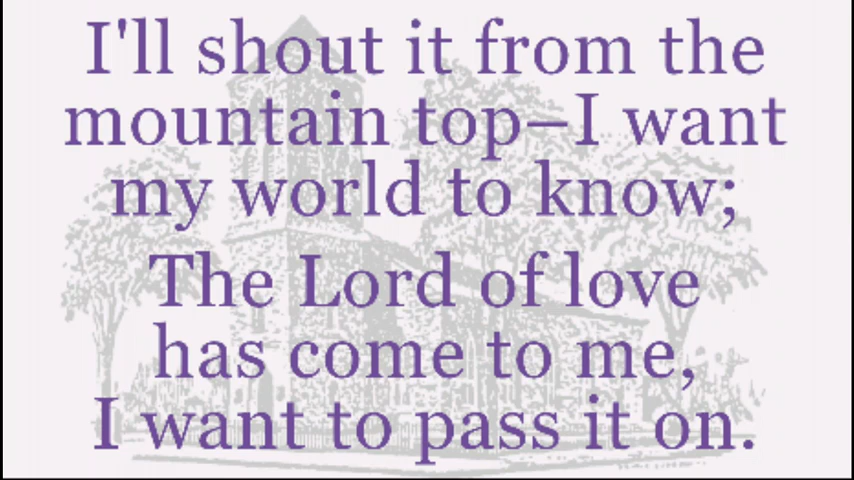 I'll shout it from the
mountain top–I want
my world to know;
The Lord of love
has come to me,
I want to pass it on.